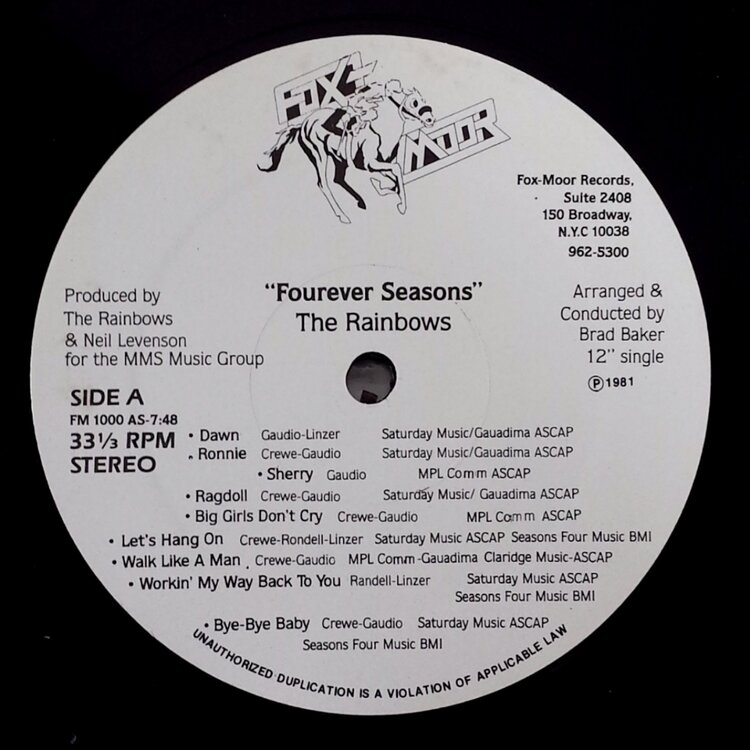 FOX
MOOR
Fox-Moor Records,
Suite 2408
150 Broadway,
N.Y.C 10038
962-5300
Produced by
The Rainbows
& Neil Levenson
for the MMS Music Group
"Fourever Seasons"
The Rainbows
Arranged &
Conducted by
Brad Baker
12" single
℗1981
SIDE A
FM 1000 AS-7:48
33⅓ RPM
STEREO
• Dawn Gaudio-Linzer Saturday Music/Gauadima ASCAP
• Ronnie Crewe-Gaudio Saturday Music/Gauadima ASCAP
• Sherry Gaudio MPL Comm ASCAP
• Ragdoll Crewe-Gaudio Saturday Music/ Gauadima ASCAP
• Big Girls Don't Cry Crewe-Gaudio MPL Comm ASCAP
• Let's Hang On Crewe-Rondell-Linzer Saturday Music ASCAP Seasons Four Music BMI
• Walk Like A Man Crewe-Gaudio MPL Comm-Gauadima Claridge Music-ASCAP
• Workin' My Way Back To You Randell-Linzer Saturday Music ASCAP
Seasons Four Music BMI
• Bye-Bye Baby Crewe-Gaudio Saturday Music ASCAP
Seasons Four Music BMI
UNAUTHORIZED DUPLICATION IS A VIOLATION OF APPLICABLE LAW